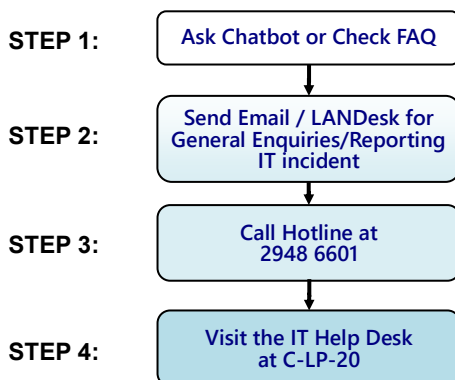 STEP 1:
Ask Chatbot or Check FAQ
STEP 2:
Send Email / LANDesk for
General Enquiries/Reporting
IT incident
STEP 3:
Call Hotline at
2948 6601
STEP 4:
Visit the IT Help Desk
at C-LP-20